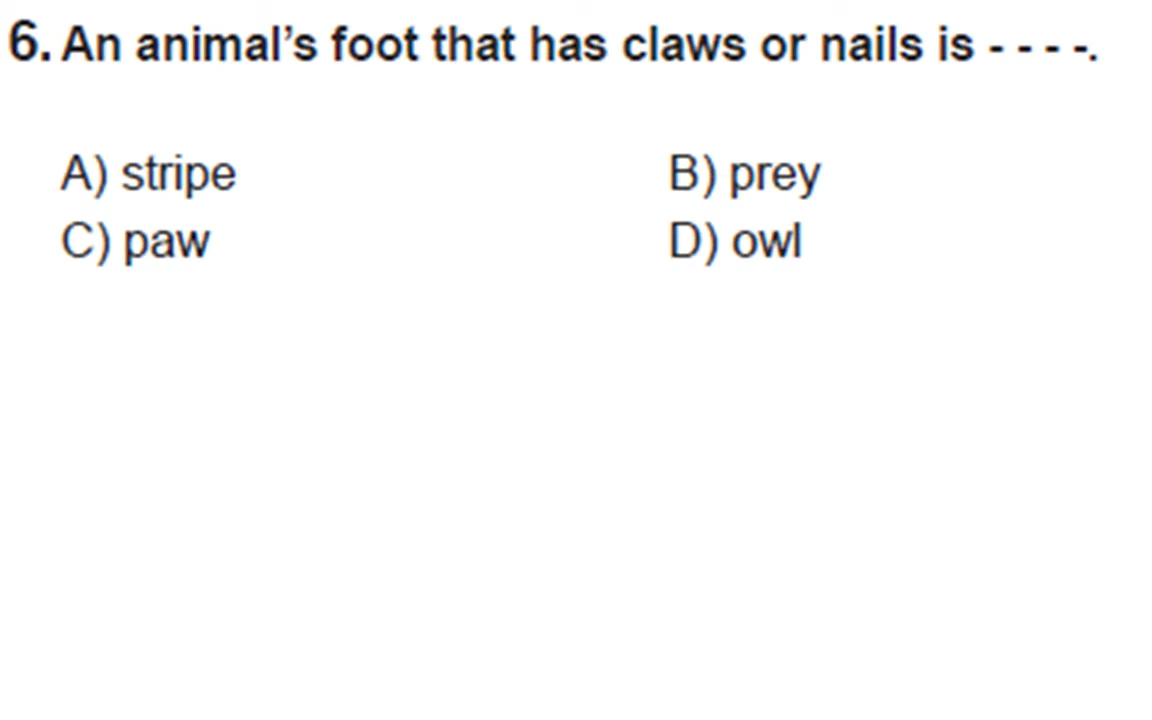 6. An animal’s foot that has claws or nails is - - - -.
A) stripe B) prey
C) paw D) owl